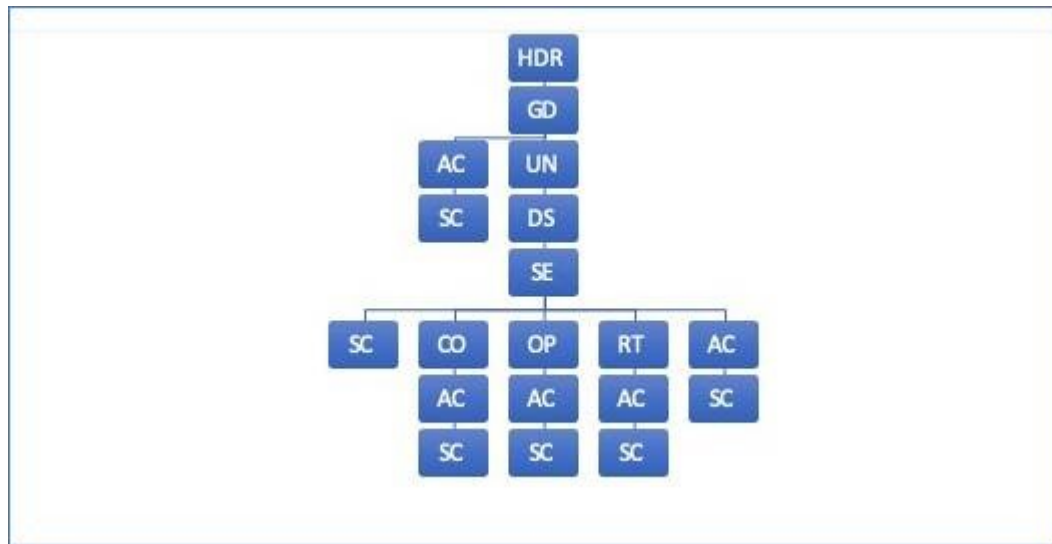 HDR
GD
AC UN
SC DS
SE
SC CO OP RT AC
AC AC AC SC
SC SC SC